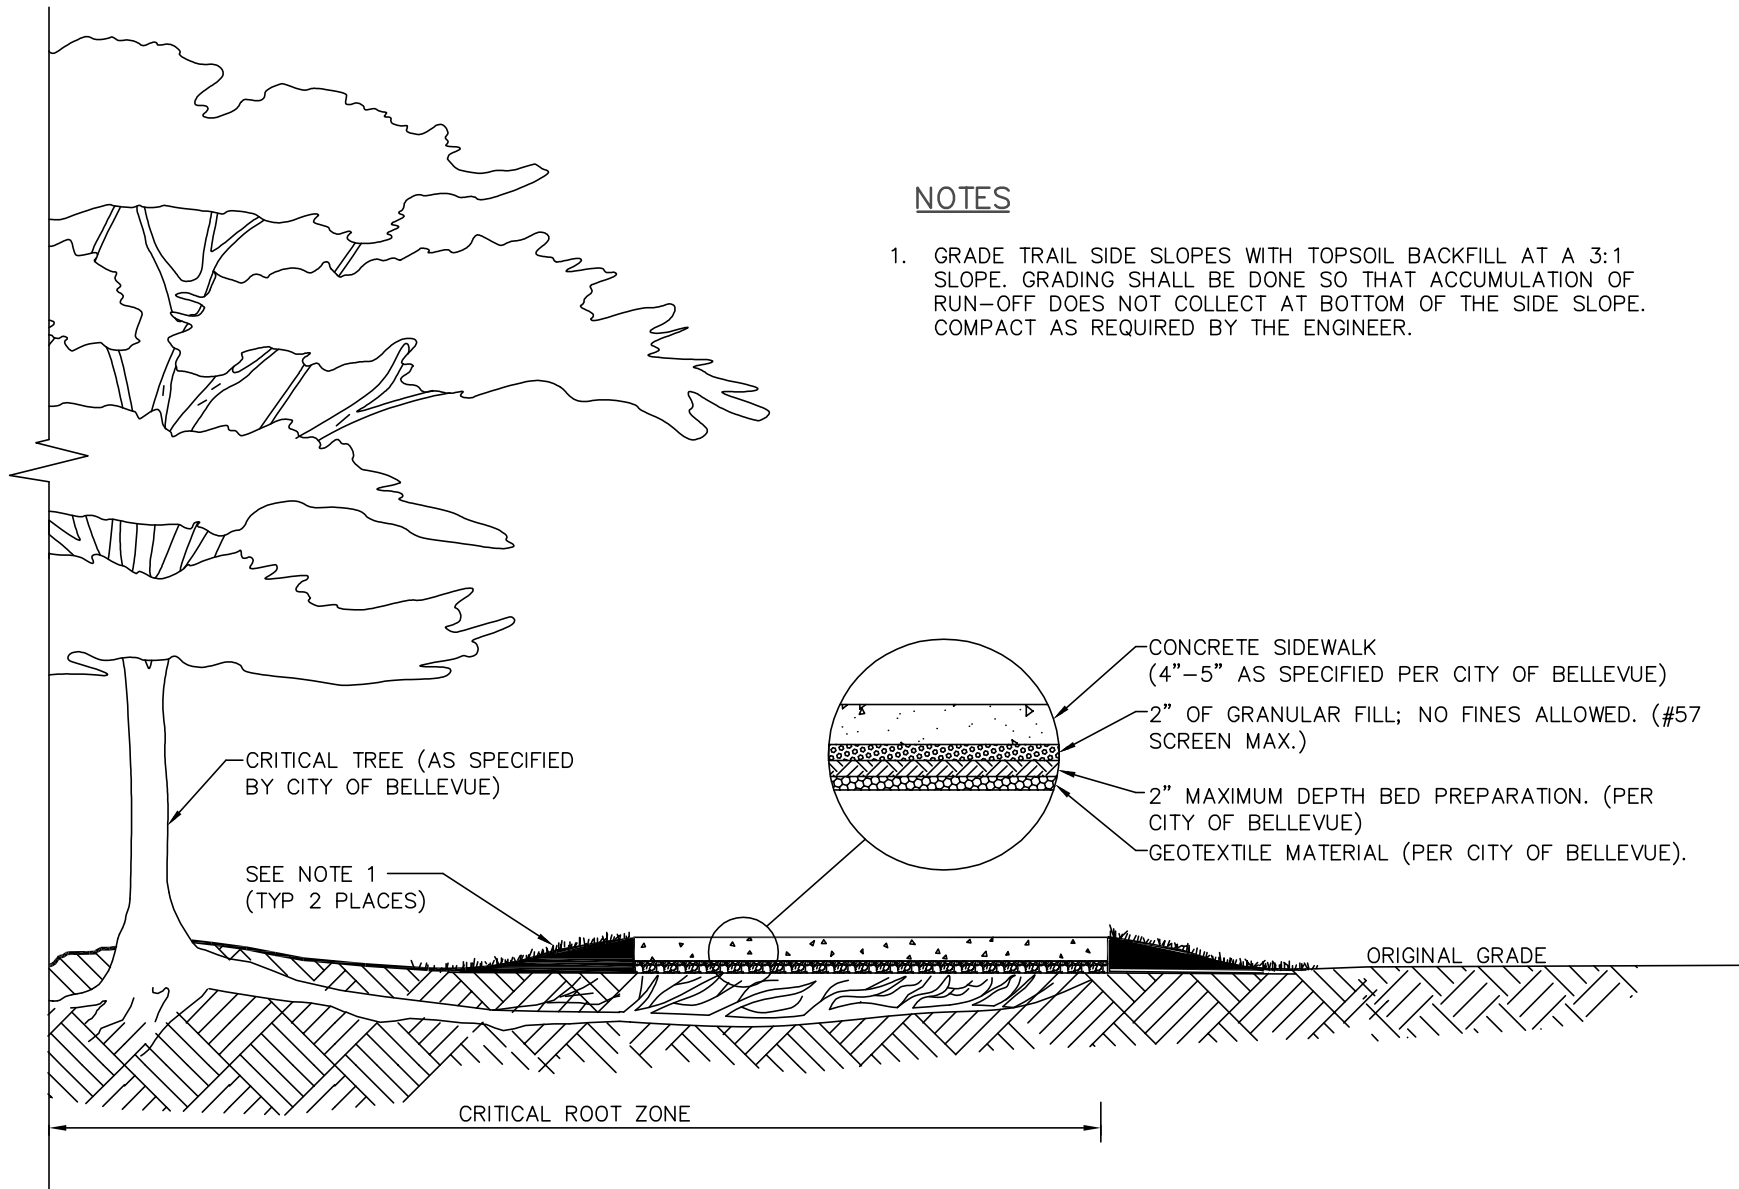 NOTES
1. GRADE TRAIL SIDE SLOPES WITH TOPSOIL BACKFILL AT A 3:1
SLOPE. GRADING SHALL BE DONE SO THAT ACCUMULATION OF
RUN-OFF DOES NOT COLLECT AT BOTTOM OF THE SIDE SLOPE.
COMPACT AS REQUIRED BY THE ENGINEER.
CONCRETE SIDEWALK
(4"-5" AS SPECIFIED PER CITY OF BELLEVUE)
2" OF GRANULAR FILL; NO FINES ALLOWED. (#57
SCREEN MAX.)
2" MAXIMUM DEPTH BED PREPARATION. (PER
CITY OF BELLEVUE)
GEOTEXTILE MATERIAL (PER CITY OF BELLEVUE).
CRITICAL TREE (AS SPECIFIED
BY CITY OF BELLEVUE)
SEE NOTE 1
(TYP 2 PLACES)
ORIGINAL GRADE
CRITICAL ROOT ZONE